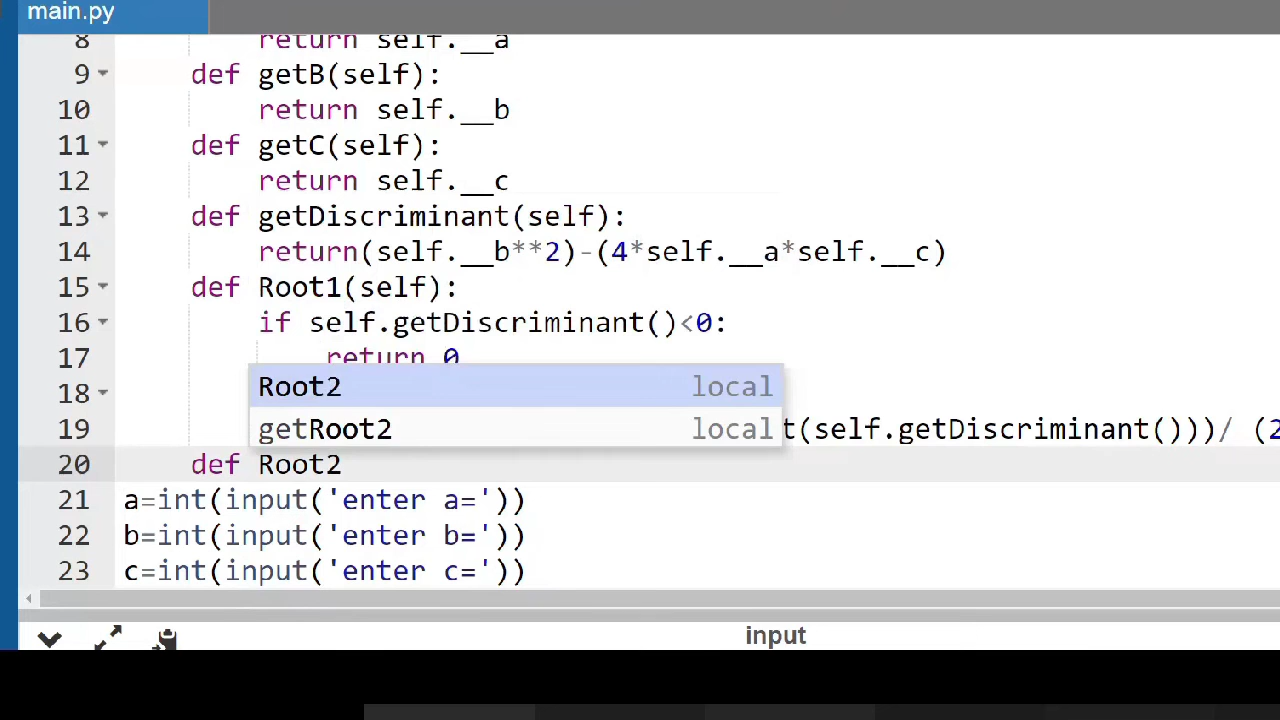 main.py
8 return self.__a
9 def getB(self):
10 return self.__b
11 def getC(self):
12 return self.__c
13 def getDiscriminant(self):
14 return(self.__b**2)-(4*self.__a*self.__c)
15 def Root1(self):
16 if self.getDiscriminant()<0:
17 return 0
18
Root2 local
19 t(self.getDiscriminant()))/ (2
getRoot2 local
20 def Root2
21 a=int(input('enter a='))
22 b=int(input('enter b='))
23 c=int(input('enter c='))
input